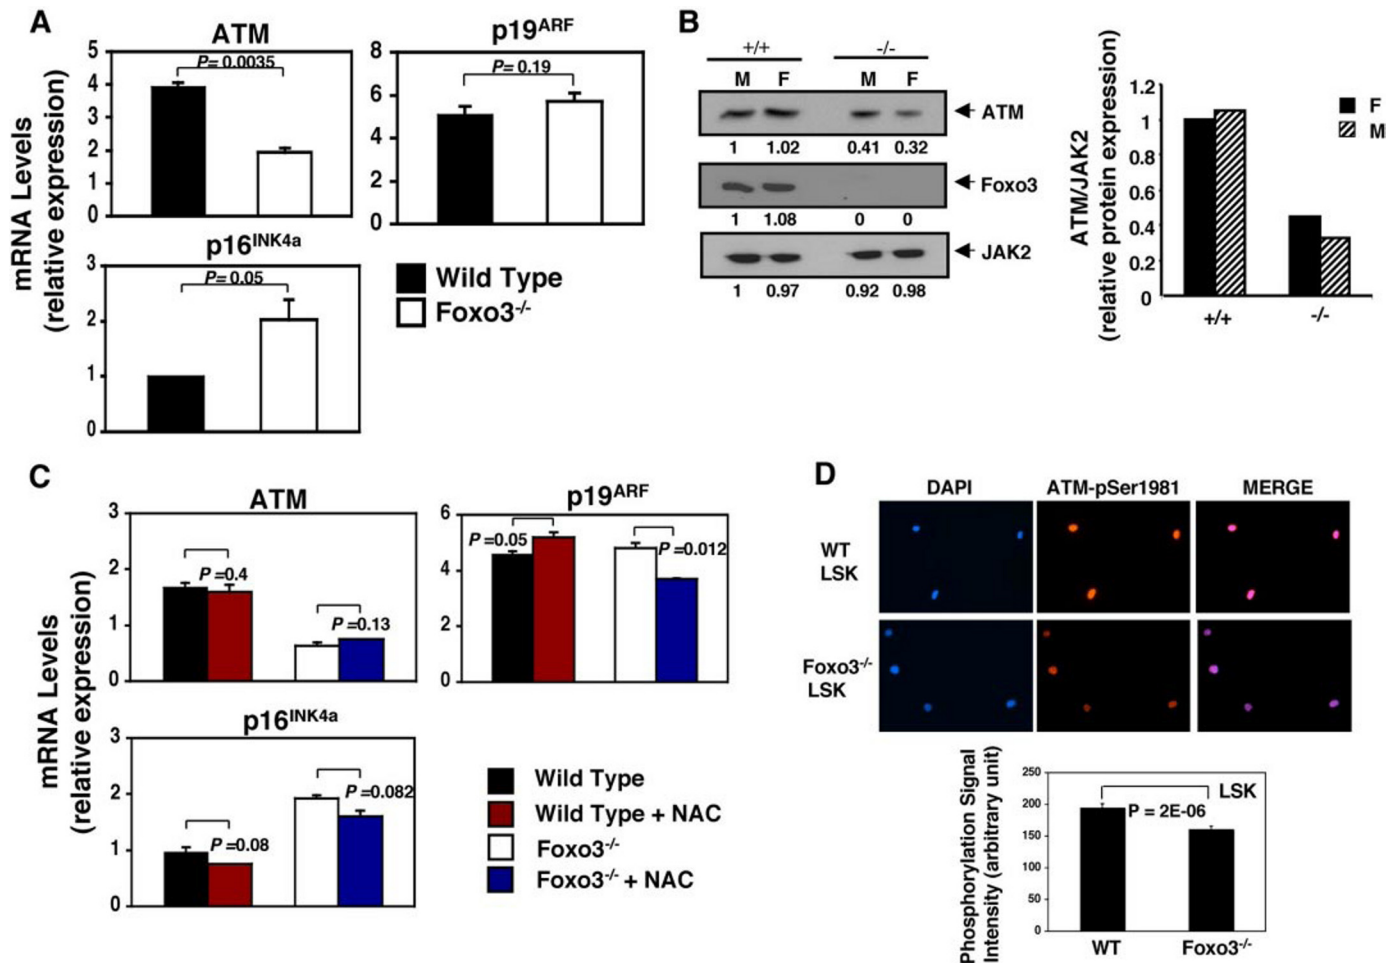 A
ATM
5
4
3
2
1
0
P= 0.0035
p19ARF
8
6
4
2
0
P= 0.19
mRNA Levels
(relative expression)
p16INK4a
3
2
1
0
P= 0.05
Wild Type
Foxo3-/-
B
+/+ -/-
M F M F
ATM
1 1.02 0.41 0.32
Foxo3
1 1.08 0 0
JAK2
1 0.97 0.92 0.98
ATM/JAK2
(relative protein expression)
1.2
1
0.8
0.6
0.4
0.2
0
+/+ -/-
F
M
C
ATM
3
2
1
0
P =0.4
P =0.13
p19ARF
6
4
2
0
P =0.05
P =0.012
mRNA Levels
(relative expression)
p16INK4a
3
2
1
0
P =0.08
P =0.082
Wild Type
Wild Type + NAC
Foxo3-/-
Foxo3-/- + NAC
D
DAPI ATM-pSer1981 MERGE
WT
LSK
Foxo3-/-
LSK
Phosphorylation Signal
Intensity (arbitrary unit)
250
200
150
100
50
0
LSK
P = 2E-06
WT Foxo3-/-